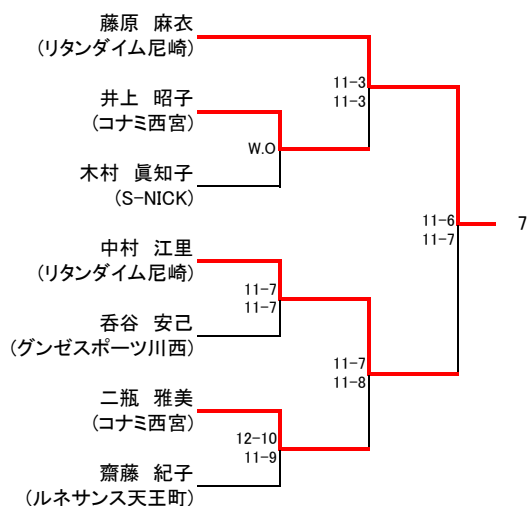 藤原 麻衣
(リタンダイム尼崎)
11-3
11-3
井上 昭子
(コナミ西宮)
W.O
木村 眞知子
(S-NICK)
11-6
11-7
7
中村 江里
(リタンダイム尼崎)
11-7
11-7
呑谷 安己
(グンゼスポーツ川西)
11-7
11-8
二瓶 雅美
(コナミ西宮)
12-10
11-9
齋藤 紀子
(ルネサンス天王町)